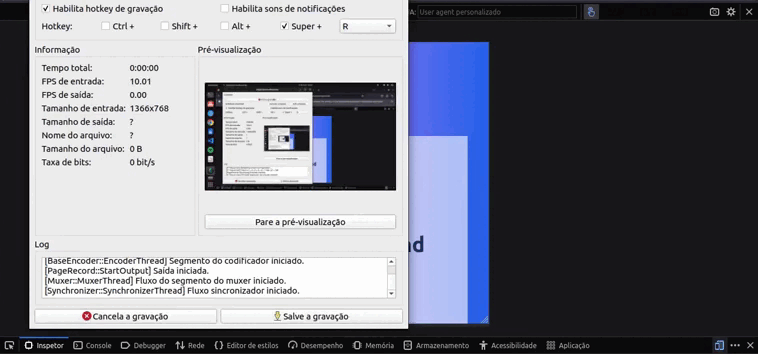 Habilita hotkey de gravação Habilita sons de notificações
UA: User agent personalizado
Hotkey: Ctrl + Shift + Alt + Super + R
Informação Pré-visualização
Tempo total: 0:00:00
FPS de entrada: 10.01
FPS de saída: 0.00
Tamanho de entrada: 1366x768
Tamanho de saída: ?
Nome do arquivo: ?
Tamanho do arquivo: 0 B
Taxa de bits: 0 bit/s
Pare a pré-visualização
Log
[BaseEncoder::EncoderThread] Segmento do codificador iniciado.
[PageRecord::StartOutput] Saída iniciada.
[Muxer::MuxerThread] Fluxo do segmento do muxer iniciado.
[Synchronizer::SynchronizerThread] Fluxo sincronizador iniciado.
Cancela a gravação Salve a gravação
Inspetor Console Debugger Rede Editor de estilos Desempenho Memória Armazenamento Acessibilidade Aplicação